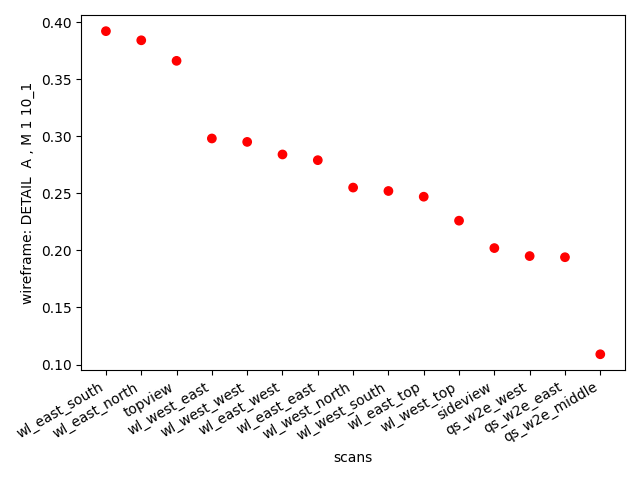 0.40
0.35
0.30
0.25
0.20
0.15
0.10
wireframe: DETAIL  A , M 1 10_1
wl_east_south
wl_east_north
topview
wl_west_east
wl_west_west
wl_east_west
wl_east_east
wl_west_north
wl_west_south
wl_east_top
wl_west_top
sideview
qs_w2e_west
qs_w2e_east
qs_w2e_middle
scans